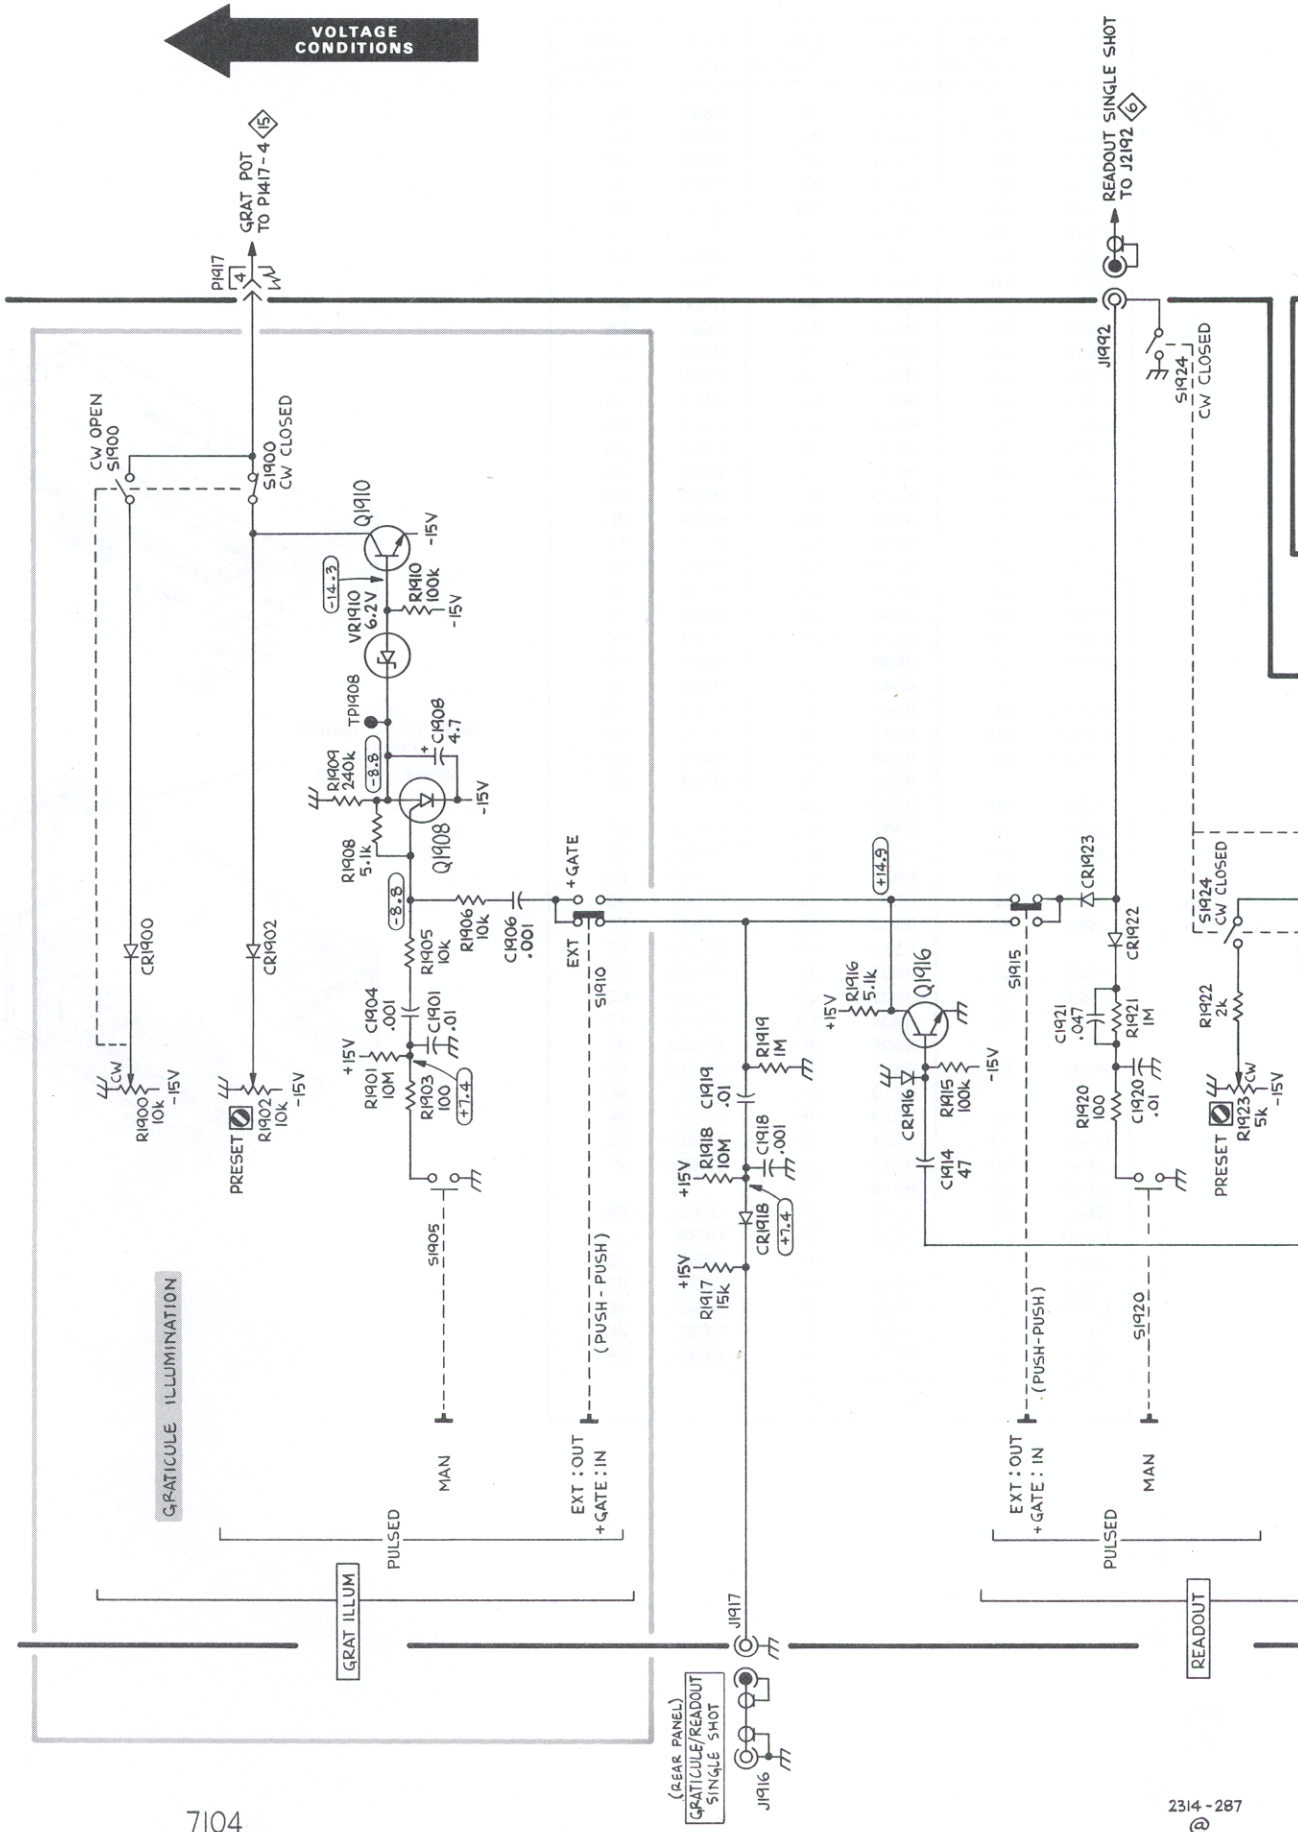 VOLTAGE
CONDITIONS
GRAT POT
TO P1417-4 15
P1917
4
READOUT SINGLE SHOT
TO J2192 6
J1992
S1924
CW CLOSED
CW OPEN
S1900
S1900
CW CLOSED
Q1910
-15V
-14.3
R1910
100K
-15V
VR1910
6.2V
TP1908
C1908
4.7
+
-15V
R1909
240K
-8.8
R1908
5.1K
Q1908
-8.8
+GATE
EXT
S1910
R1906
10K
C1906
.001
R1905
10K
C1904
.001
C1901
.01
+15V
R1901
10M
R1903
100
+7.4
CR1900
CR1902
CW
R1900
10K
-15V
PRESET
R1902
10K
-15V
S1905
(PUSH-PUSH)
GRATICULE ILLUMINATION
MAN
EXT : OUT
+GATE : IN
PULSED
GRAT ILLUM
+14.9
+15V
R1916
5.1K
Q1916
CR1916
R1915
100K
-15V
C1914
47
R1919
1M
C1919
.01
+15V
R1918
10M
C1918
.001
CR1918
+7.4
+15V
R1917
15K
J1917
(REAR PANEL)
GRATICULE/READOUT
SINGLE SHOT
J1916
CR1923
S1915
CR1922
C1921
.047
R1921
1M
R1920
100
C1920
.01
S1924
CW CLOSED
R1922
2K
PRESET
R1923
5K
CW
-15V
S1920
(PUSH-PUSH)
EXT : OUT
+GATE : IN
MAN
PULSED
READOUT
7104
2314-287
@